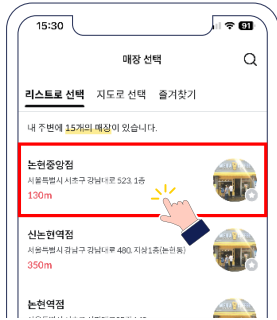 15:30
91
매장 선택
리스트로 선택 지도로 선택 즐겨찾기
내 주변에 15개의 매장이 있습니다.
논현중앙점
서울특별시 서초구 강남대로 523, 1층
130m
신논현역점
서울특별시 강남구 강남대로 480, 지상1층(논현동)
350m
논현역점